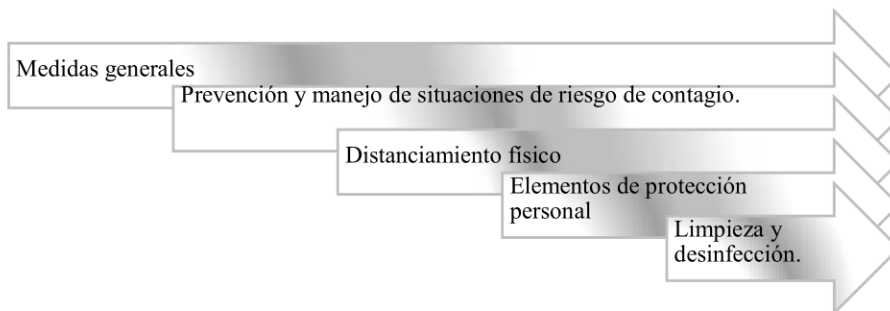 Medidas generales
Prevención y manejo de situaciones de riesgo de contagio.
Distanciamiento físico
Elementos de protección
personal
Limpieza y
desinfección.